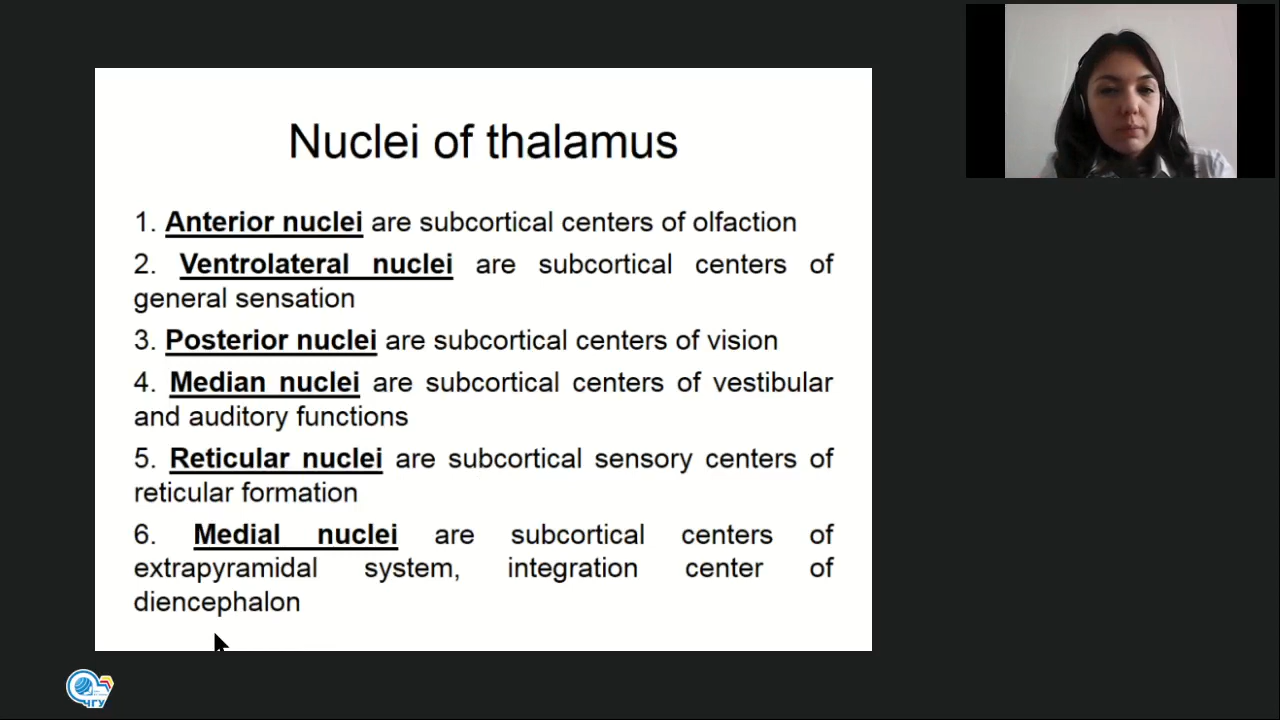 Nuclei of thalamus
1. Anterior nuclei are subcortical centers of olfaction
2. Ventrolateral nuclei are subcortical centers of
general sensation
3. Posterior nuclei are subcortical centers of vision
4. Median nuclei are subcortical centers of vestibular
and auditory functions
5. Reticular nuclei are subcortical sensory centers of
reticular formation
6. Medial nuclei are subcortical centers of
extrapyramidal system, integration center of
diencephalon
ЧГУ